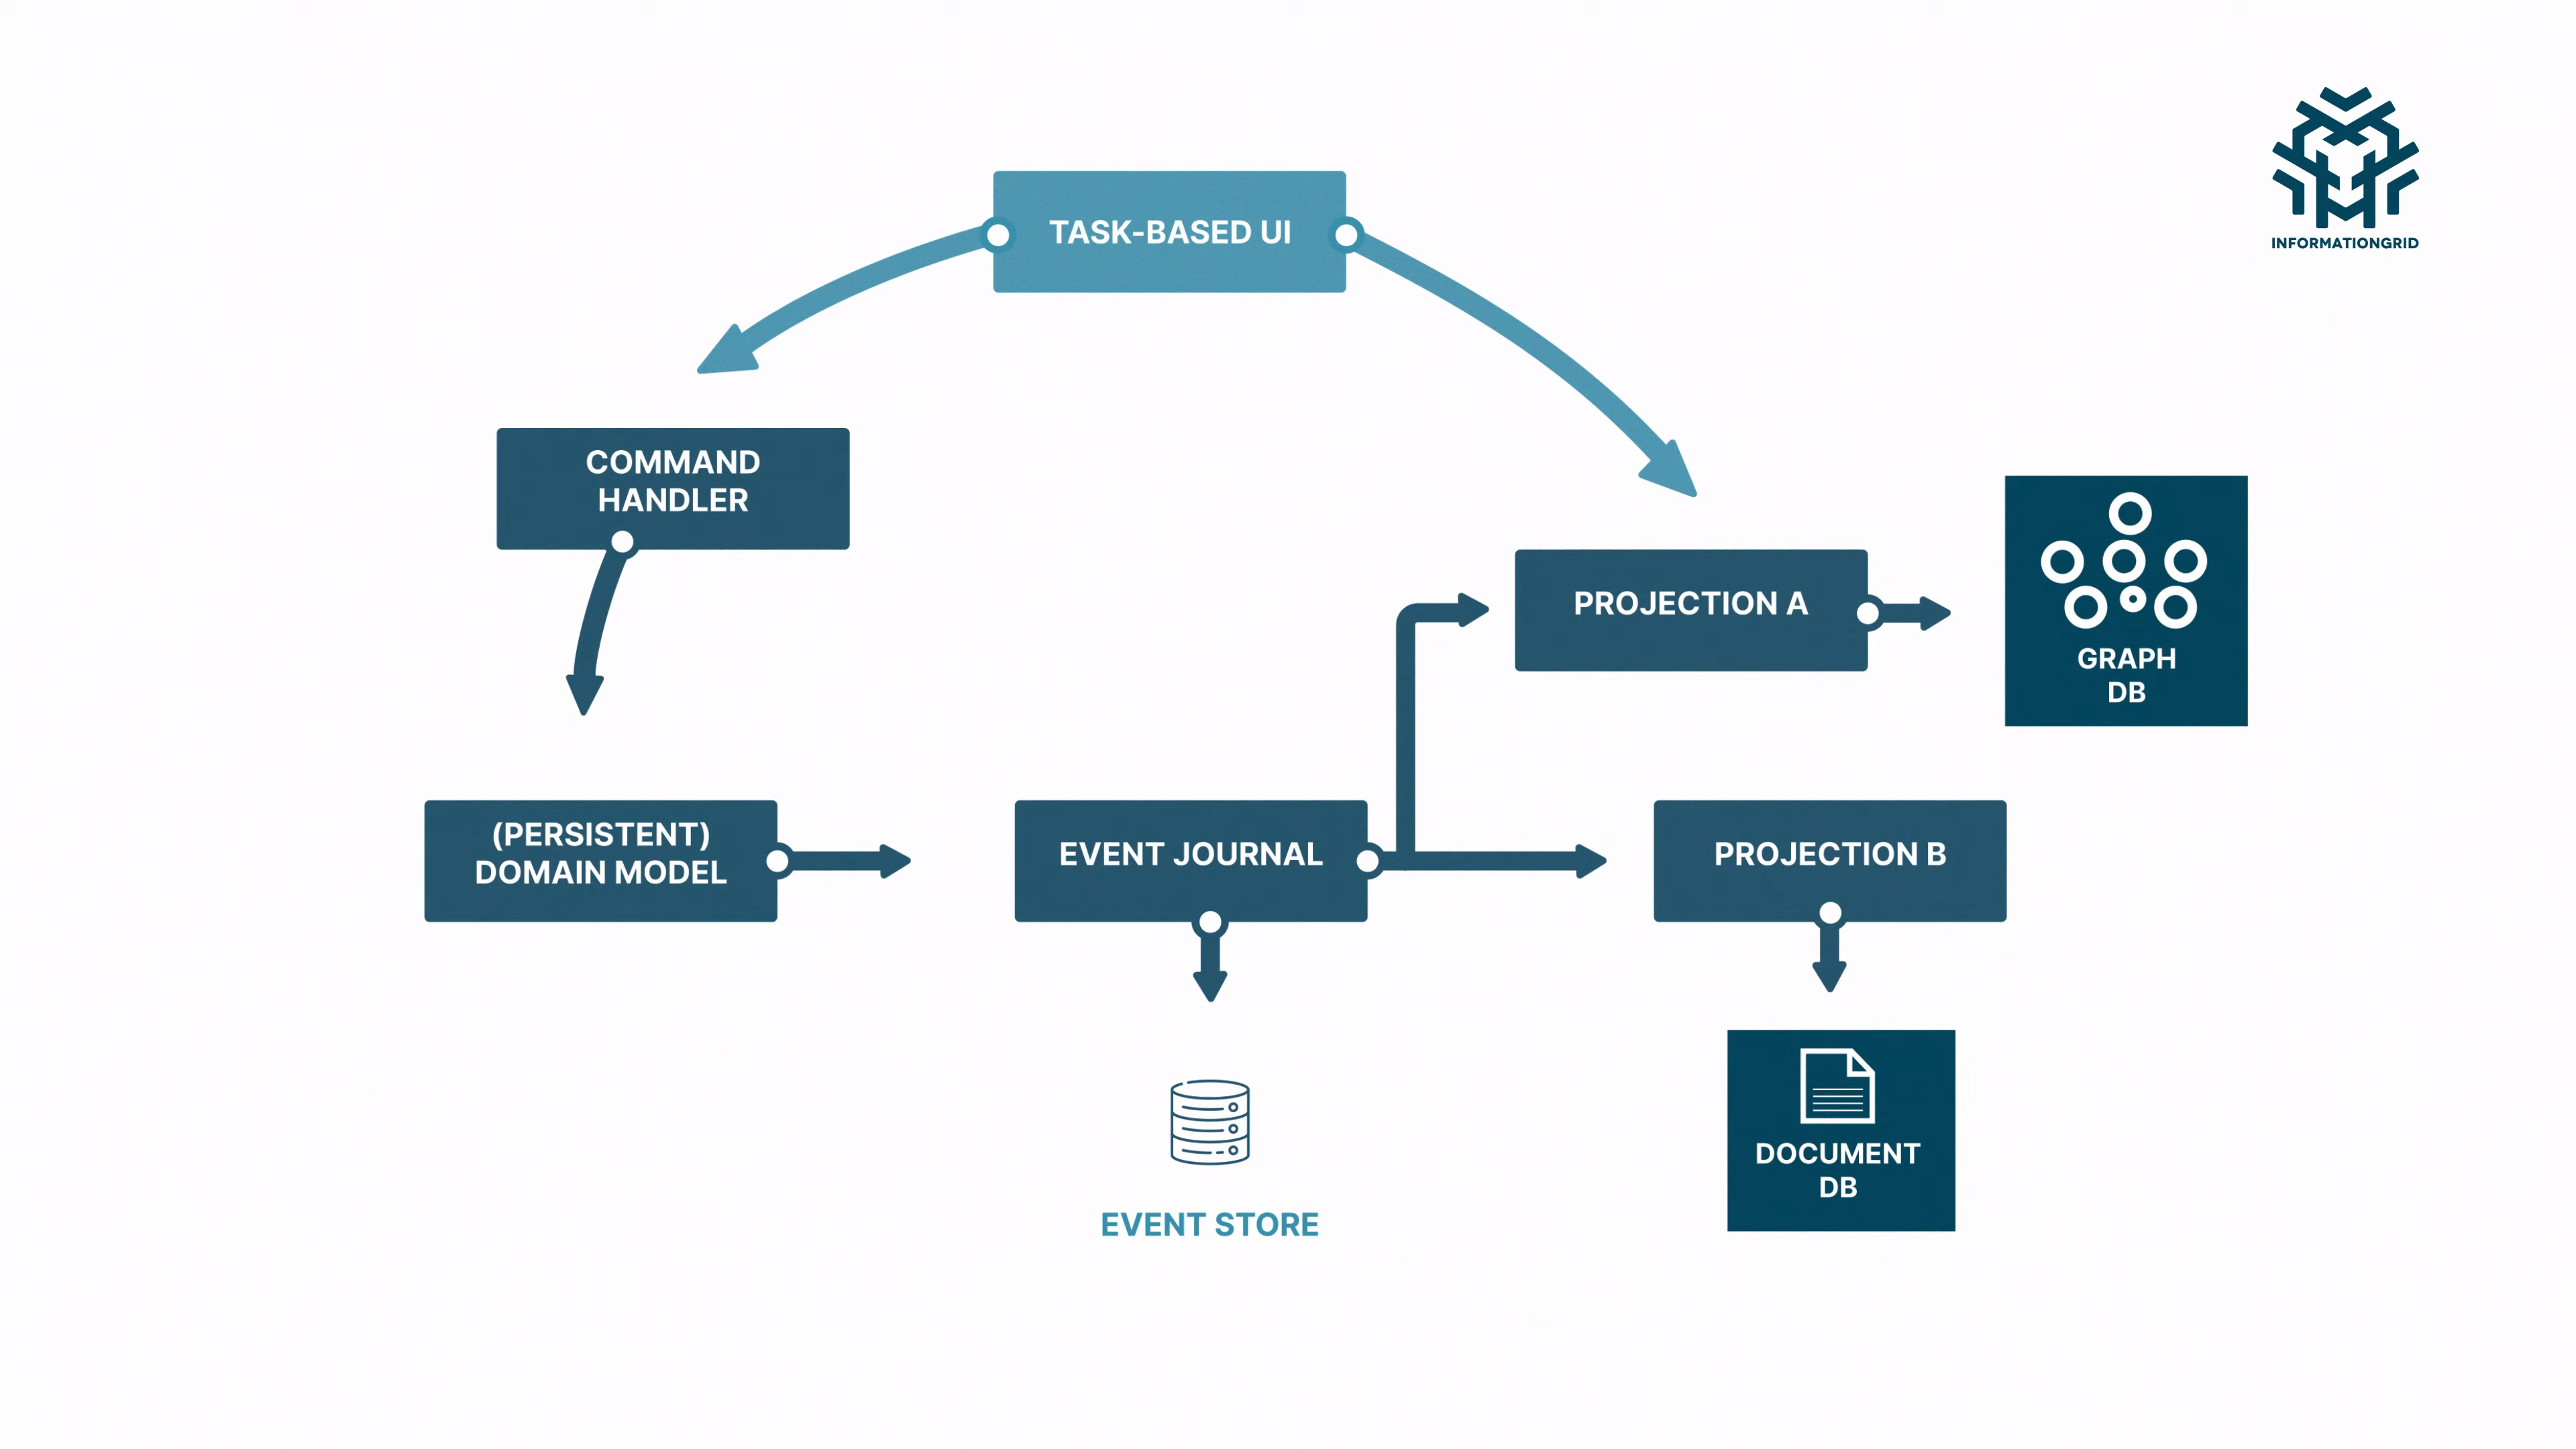 INFORMATIONGRID
TASK-BASED UI
COMMAND
HANDLER
PROJECTION A
GRAPH
DB
(PERSISTENT)
DOMAIN MODEL
EVENT JOURNAL
PROJECTION B
DOCUMENT
DB
EVENT STORE